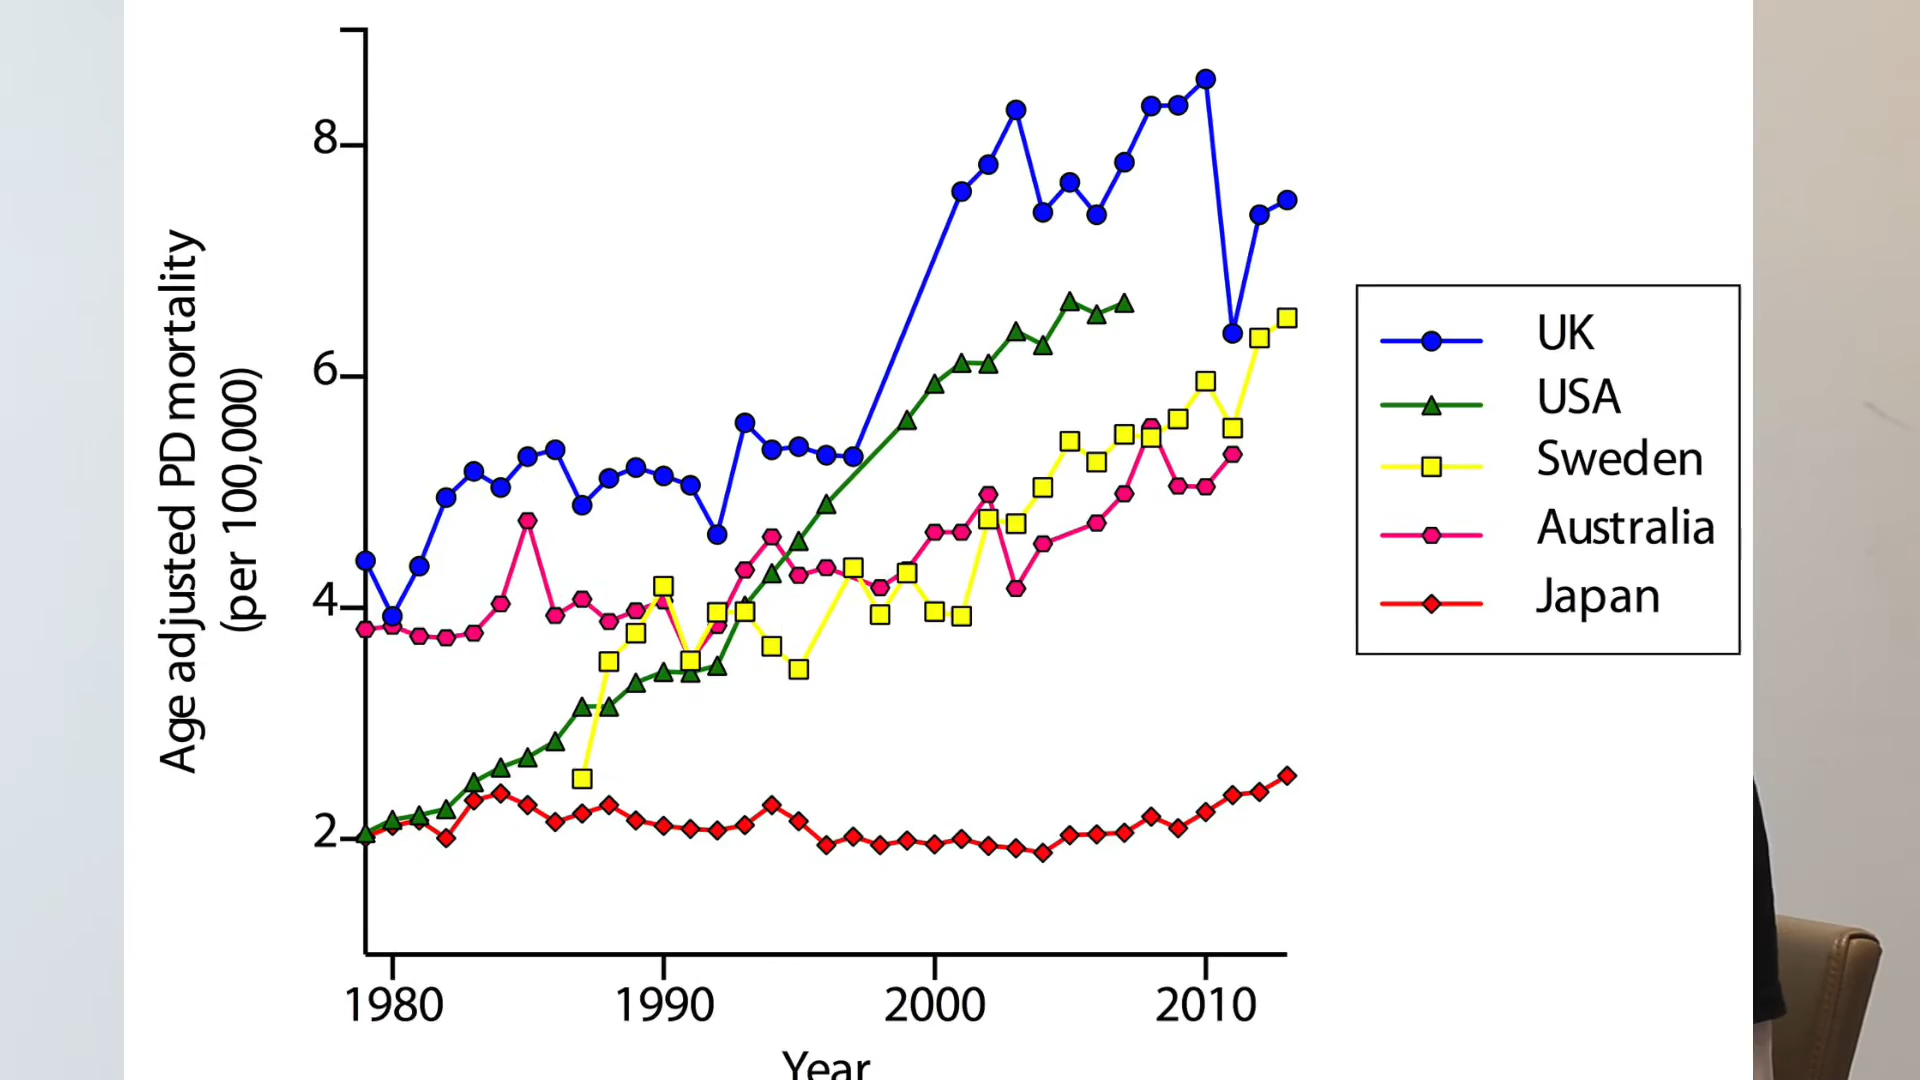 Age adjusted PD mortality
(per 100,000)
8
6
4
2
1980 1990 2000 2010
Year
UK
USA
Sweden
Australia
Japan